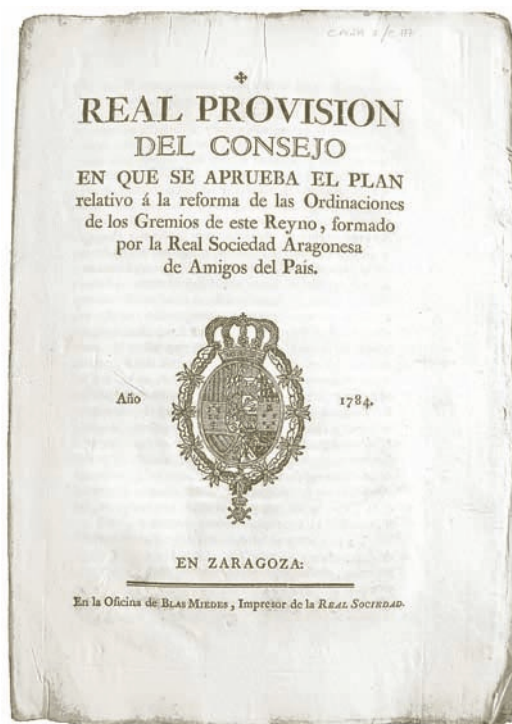 REAL PROVISION
DEL CONSEJO
EN QUE SE APRUEBA EL PLAN
relativo á la reforma de las Ordinaciones
de los Gremios de este Reyno, formado
por la Real Sociedad Aragonesa
de Amigos del País.
Año 1784.
EN ZARAGOZA:
En la Oficina de BLAS MIEDES, Impresor de la REAL SOCIEDAD.